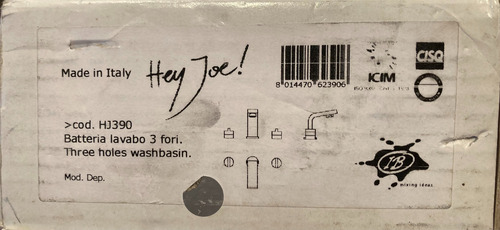 Made in Italy
Hey Joe!
8 014470 623906
ICIM
CISQ
>cod. HJ390
Batteria lavabo 3 fori.
Three holes washbasin.
Mod. Dep.
IB
mixing ideas